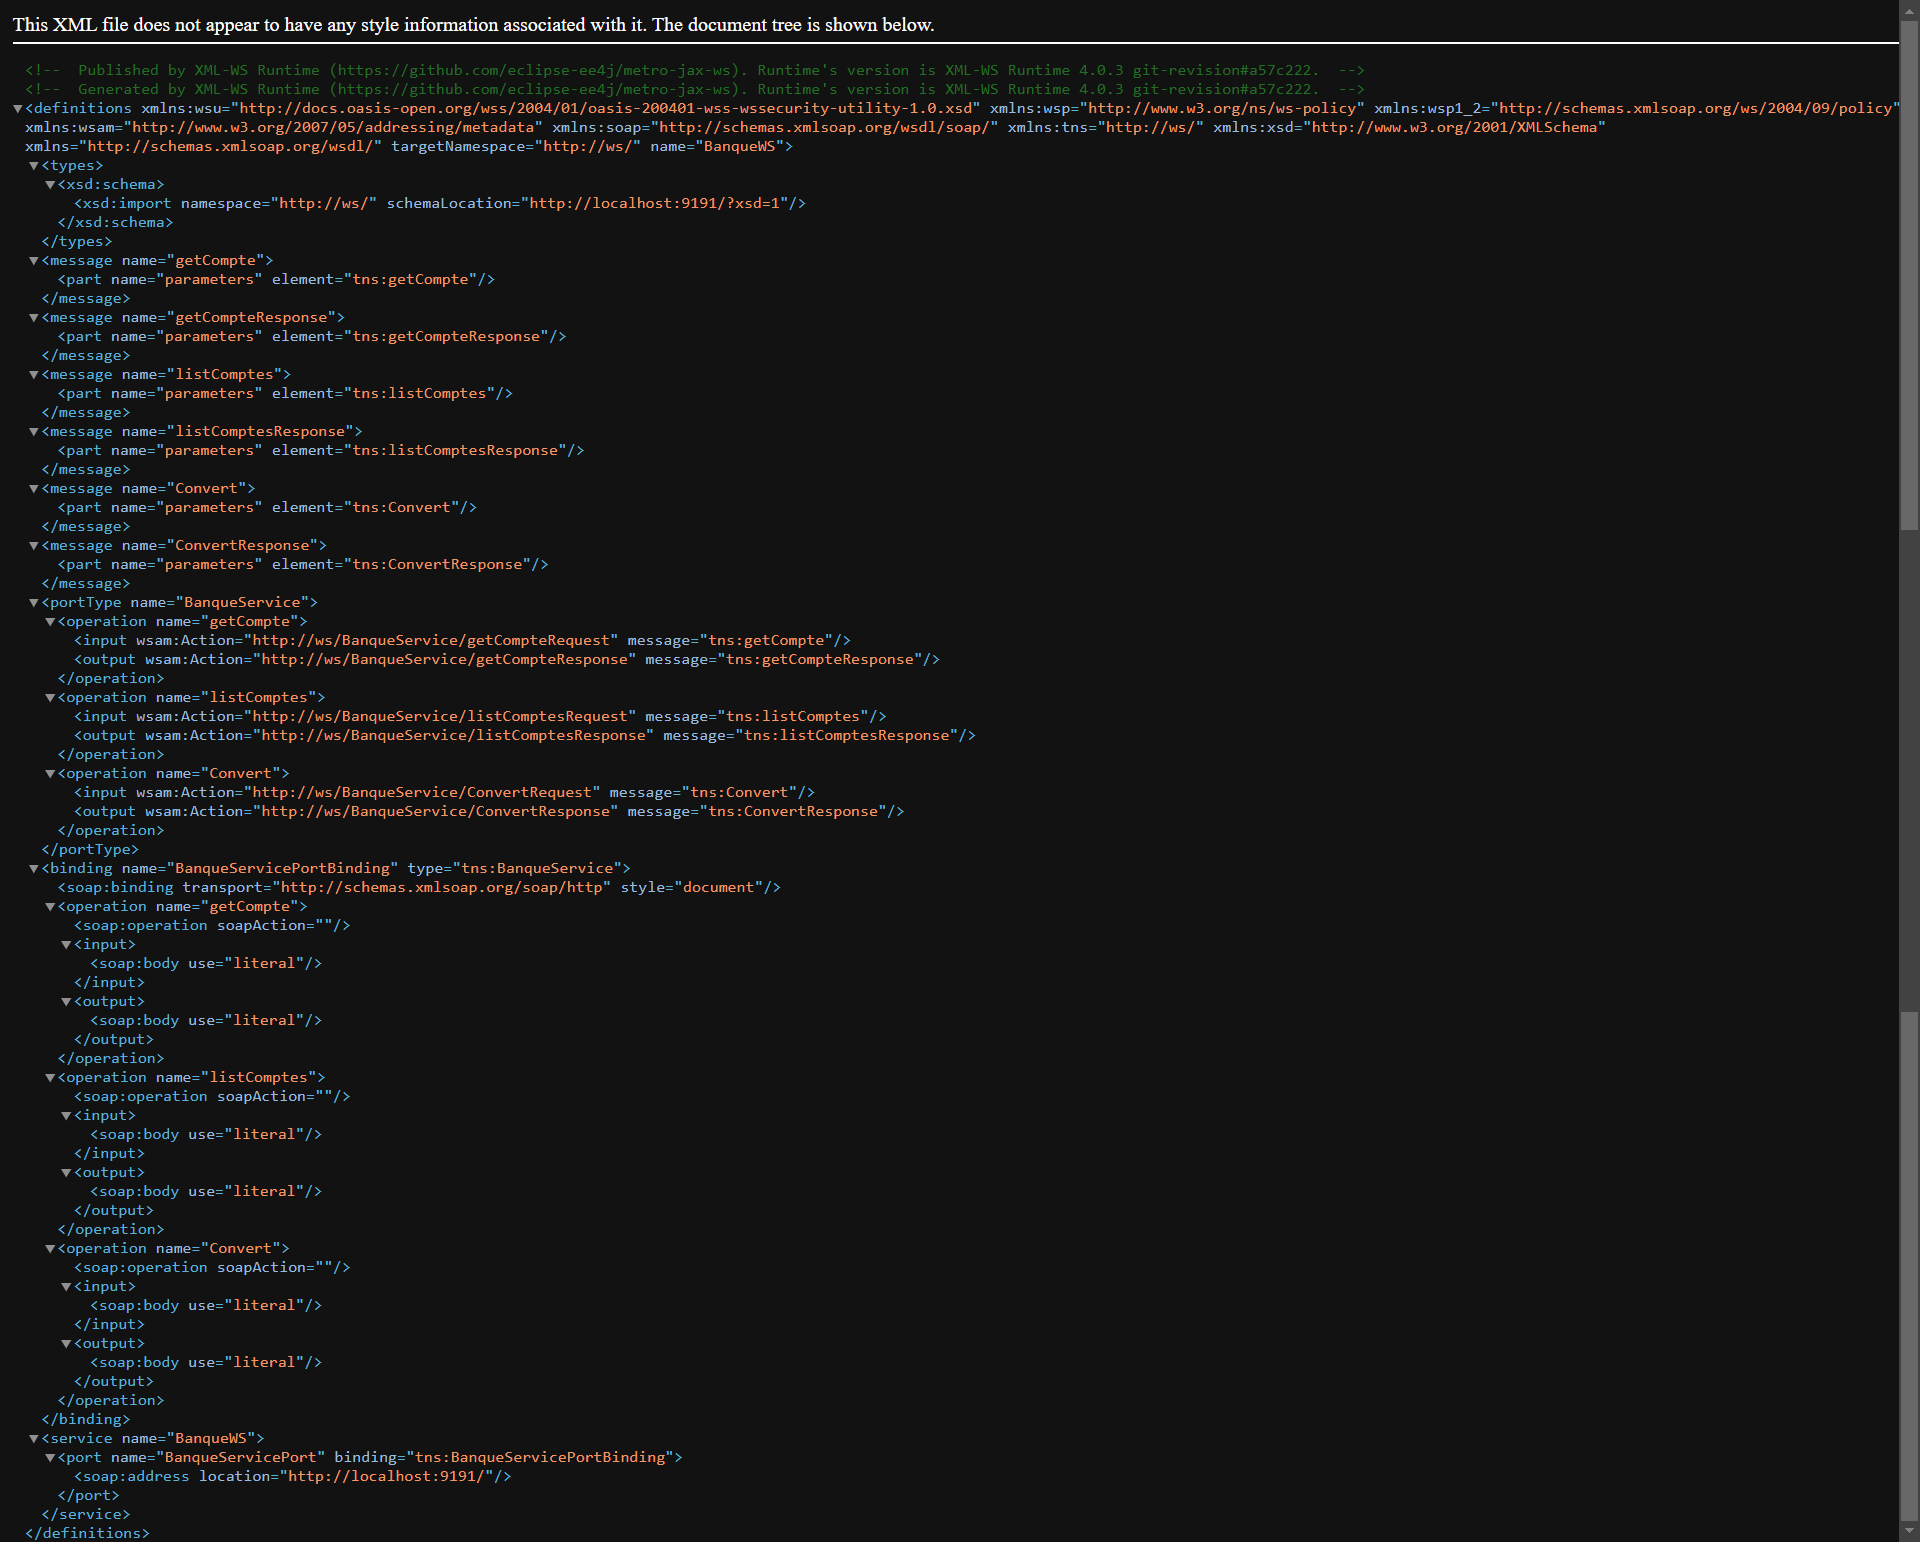 This XML file does not appear to have any style information associated with it. The document tree is shown below.
<!--  Published by XML-WS Runtime (https://github.com/eclipse-ee4j/metro-jax-ws). Runtime's version is XML-WS Runtime 4.0.3 git-revision#a57c222.  -->
<!--  Generated by XML-WS Runtime (https://github.com/eclipse-ee4j/metro-jax-ws). Runtime's version is XML-WS Runtime 4.0.3 git-revision#a57c222.  -->
▼<definitions xmlns:wsu="http://docs.oasis-open.org/wss/2004/01/oasis-200401-wss-wssecurity-utility-1.0.xsd" xmlns:wsp="http://www.w3.org/ns/ws-policy" xmlns:wsp1_2="http://schemas.xmlsoap.org/ws/2004/09/policy"
xmlns:wsam="http://www.w3.org/2007/05/addressing/metadata" xmlns:soap="http://schemas.xmlsoap.org/wsdl/soap/" xmlns:tns="http://ws/" xmlns:xsd="http://www.w3.org/2001/XMLSchema"
xmlns="http://schemas.xmlsoap.org/wsdl/" targetNamespace="http://ws/" name="BanqueWS">
▼<types>
▼<xsd:schema>
<xsd:import namespace="http://ws/" schemaLocation="http://localhost:9191/?xsd=1"/>
</xsd:schema>
</types>
▼<message name="getCompte">
<part name="parameters" element="tns:getCompte"/>
</message>
▼<message name="getCompteResponse">
<part name="parameters" element="tns:getCompteResponse"/>
</message>
▼<message name="listComptes">
<part name="parameters" element="tns:listComptes"/>
</message>
▼<message name="listComptesResponse">
<part name="parameters" element="tns:listComptesResponse"/>
</message>
▼<message name="Convert">
<part name="parameters" element="tns:Convert"/>
</message>
▼<message name="ConvertResponse">
<part name="parameters" element="tns:ConvertResponse"/>
</message>
▼<portType name="BanqueService">
▼<operation name="getCompte">
<input wsam:Action="http://ws/BanqueService/getCompteRequest" message="tns:getCompte"/>
<output wsam:Action="http://ws/BanqueService/getCompteResponse" message="tns:getCompteResponse"/>
</operation>
▼<operation name="listComptes">
<input wsam:Action="http://ws/BanqueService/listComptesRequest" message="tns:listComptes"/>
<output wsam:Action="http://ws/BanqueService/listComptesResponse" message="tns:listComptesResponse"/>
</operation>
▼<operation name="Convert">
<input wsam:Action="http://ws/BanqueService/ConvertRequest" message="tns:Convert"/>
<output wsam:Action="http://ws/BanqueService/ConvertResponse" message="tns:ConvertResponse"/>
</operation>
</portType>
▼<binding name="BanqueServicePortBinding" type="tns:BanqueService">
<soap:binding transport="http://schemas.xmlsoap.org/soap/http" style="document"/>
▼<operation name="getCompte">
<soap:operation soapAction=""/>
▼<input>
<soap:body use="literal"/>
</input>
▼<output>
<soap:body use="literal"/>
</output>
</operation>
▼<operation name="listComptes">
<soap:operation soapAction=""/>
▼<input>
<soap:body use="literal"/>
</input>
▼<output>
<soap:body use="literal"/>
</output>
</operation>
▼<operation name="Convert">
<soap:operation soapAction=""/>
▼<input>
<soap:body use="literal"/>
</input>
▼<output>
<soap:body use="literal"/>
</output>
</operation>
</binding>
▼<service name="BanqueWS">
▼<port name="BanqueServicePort" binding="tns:BanqueServicePortBinding">
<soap:address location="http://localhost:9191/"/>
</port>
</service>
</definitions>